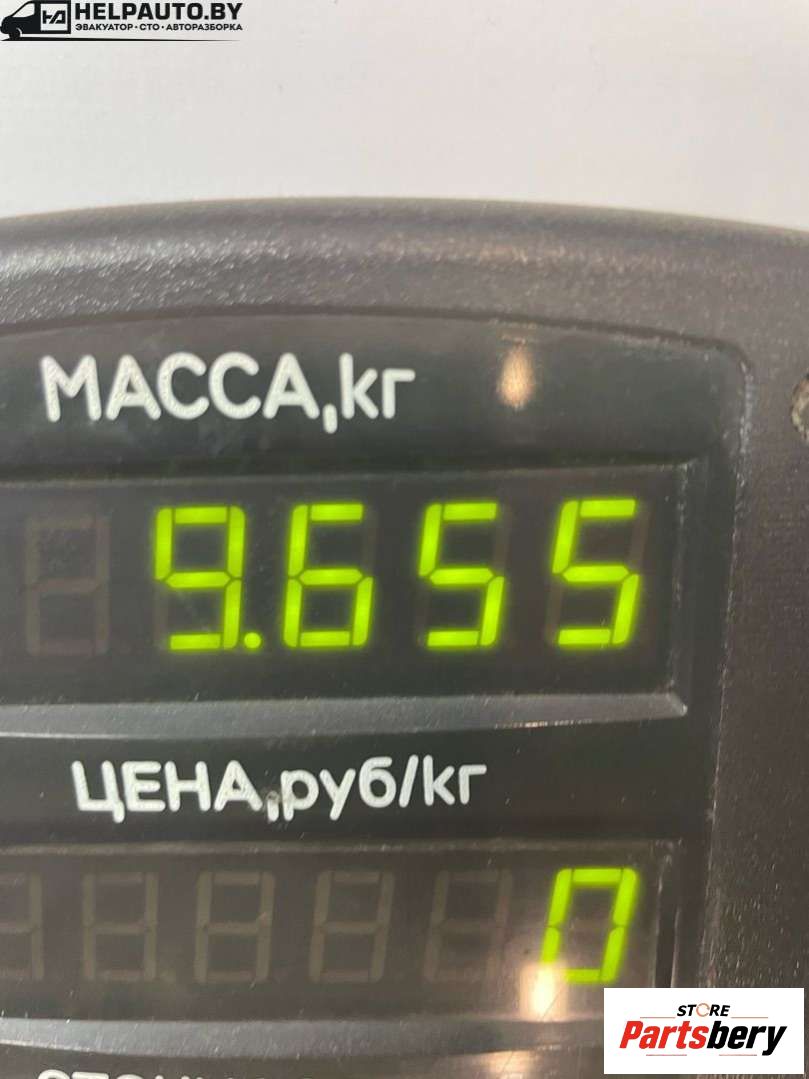 HELPAUTO.BY
ЭВАКУАТОР • СТО • АВТОРАЗБОРКА
МАССА,кг
9.655
ЦЕНА,руб/кг
0
STORE
Partsbery